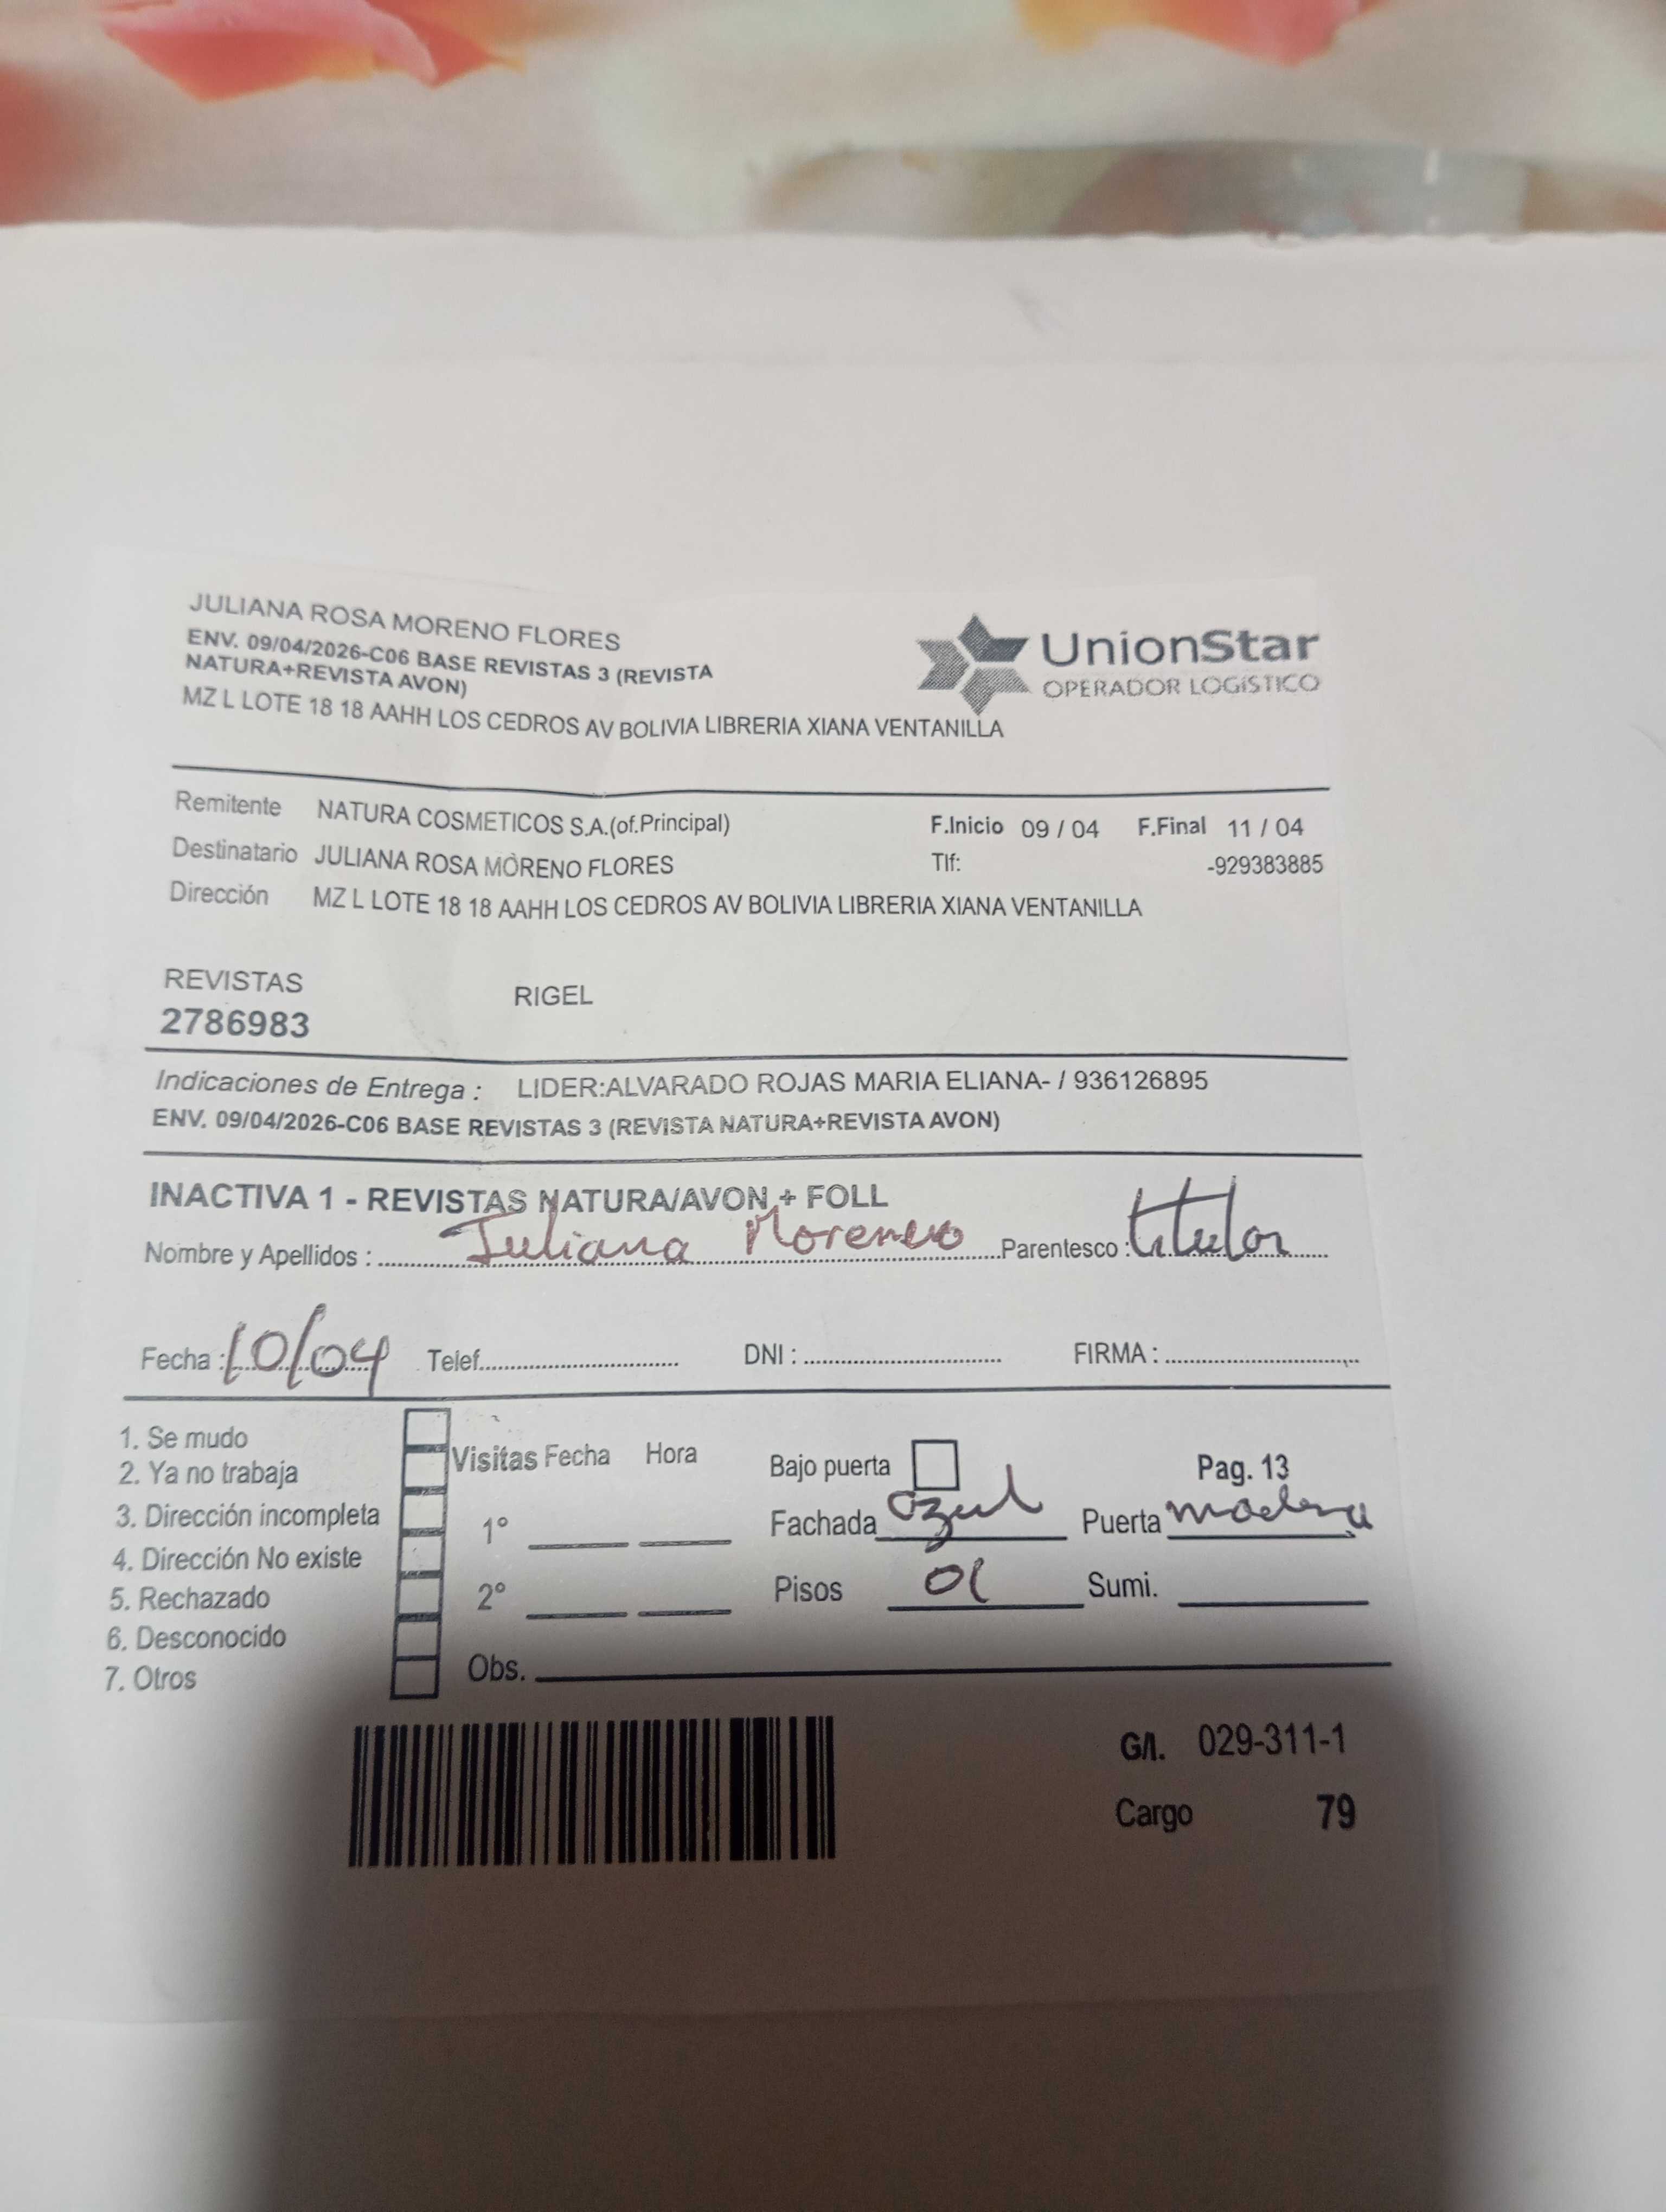 JULIANA ROSA MORENO FLORES
ENV. 09/04/2026-C06 BASE REVISTAS 3 (REVISTA
NATURA+REVISTA AVON)
MZ L LOTE 18 18 AAHH LOS CEDROS AV BOLIVIA LIBRERIA XIANA VENTANILLA
UnionStar
OPERADOR LOGÍSTICO
Remitente NATURA COSMETICOS S.A.(of.Principal) F.Inicio 09 / 04 F.Final 11 / 04
Destinatario JULIANA ROSA MORENO FLORES Tlf: -929383885
Dirección MZ L LOTE 18 18 AAHH LOS CEDROS AV BOLIVIA LIBRERIA XIANA VENTANILLA
REVISTAS RIGEL
2786983
Indicaciones de Entrega : LIDER:ALVARADO ROJAS MARIA ELIANA- / 936126895
ENV. 09/04/2026-C06 BASE REVISTAS 3 (REVISTA NATURA+REVISTA AVON)
INACTIVA 1 - REVISTAS NATURA/AVON + FOLL
Nombre y Apellidos : Juliana Moreno Parentesco : titular
Fecha : 10/04 Telef. DNI : FIRMA :
1. Se mudo
2. Ya no trabaja
3. Dirección incompleta
4. Dirección No existe
5. Rechazado
6. Desconocido
7. Otros
Visitas Fecha Hora
1°
2°
Obs.
Bajo puerta Pag. 13
Fachada azul Puerta madera
Pisos 01 Sumi.
G/I. 029-311-1
Cargo 79